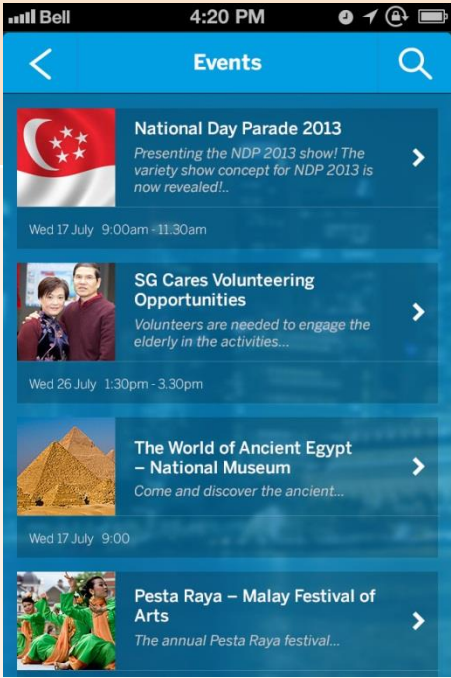 Bell 4:20 PM
Events
National Day Parade 2013
Presenting the NDP 2013 show! The
variety show concept for NDP 2013 is
now revealed!..
Wed 17 July 9:00am - 11.30am
SG Cares Volunteering
Opportunities
Volunteers are needed to engage the
elderly in the activities...
Wed 26 July 1:30pm - 3.30pm
The World of Ancient Egypt
– National Museum
Come and discover the ancient...
Wed 17 July 9:00
Pesta Raya – Malay Festival of
Arts
The annual Pesta Raya festival...